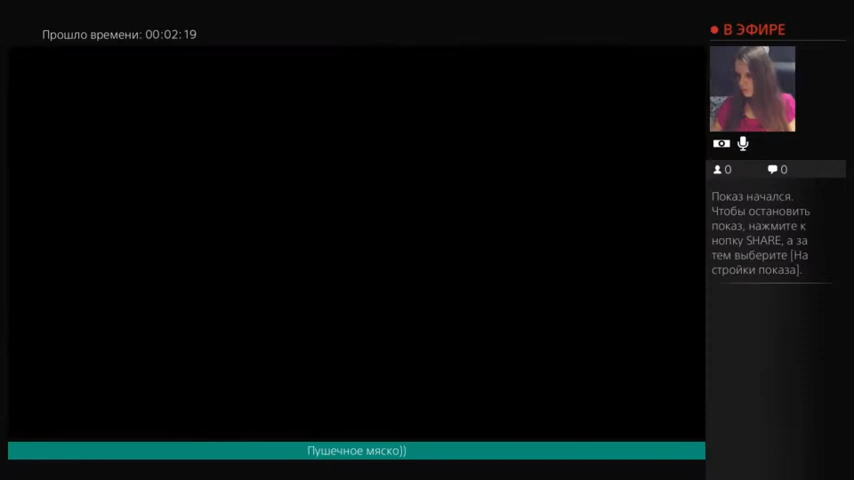 Прошло времени: 00:02:19
В ЭФИРЕ
0 0
Показ начался.
Чтобы остановить
показ, нажмите к
нопку SHARE, а за
тем выберите [На
стройки показа].
Пушечное мяско))